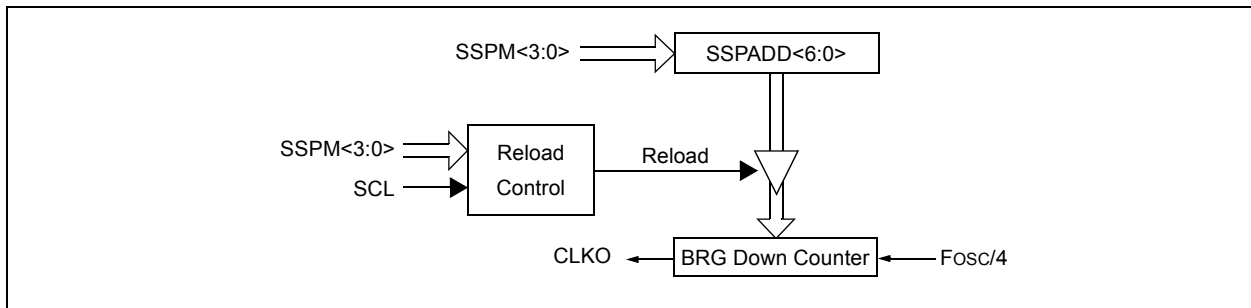 SSPM<3:0>
SSPADD<6:0>
SSPM<3:0>
SCL
Reload
Control
Reload
CLKO
BRG Down Counter
FOSC/4